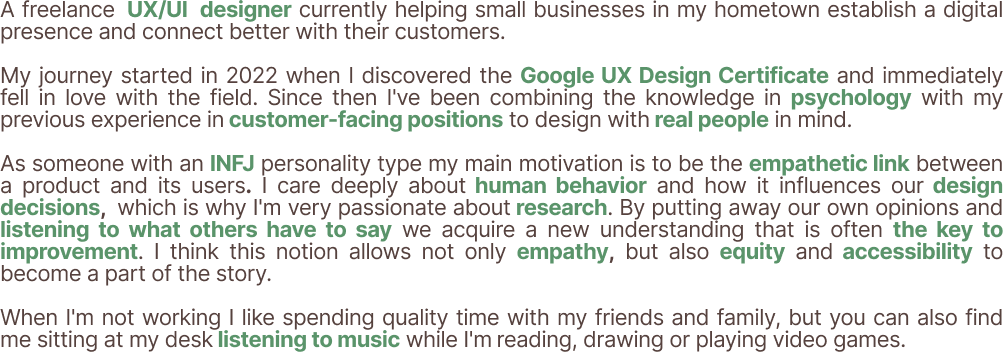 A freelance UX/UI designer currently helping small businesses in my hometown establish a digital
presence and connect better with their customers.
My journey started in 2022 when I discovered the Google UX Design Certificate and immediately
fell in love with the field. Since then I've been combining the knowledge in psychology with my
previous experience in customer-facing positions to design with real people in mind.
As someone with an INFJ personality type my main motivation is to be the empathetic link between
a product and its users. I care deeply about human behavior and how it influences our design
decisions, which is why I'm very passionate about research. By putting away our own opinions and
listening to what others have to say we acquire a new understanding that is often the key to
improvement. I think this notion allows not only empathy, but also equity and accessibility to
become a part of the story.
When I'm not working I like spending quality time with my friends and family, but you can also find
me sitting at my desk listening to music while I'm reading, drawing or playing video games.